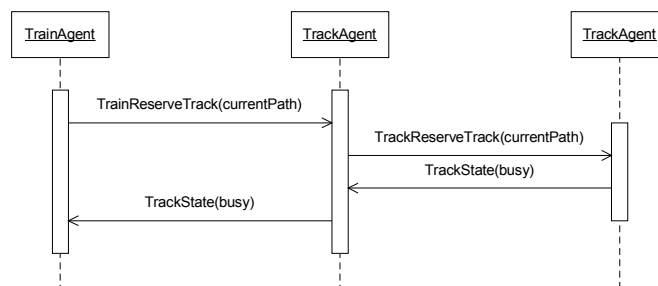 TrainAgent
TrackAgent
TrackAgent
TrainReserveTrack(currentPath)
TrackReserveTrack(currentPath)
TrackState(busy)
TrackState(busy)